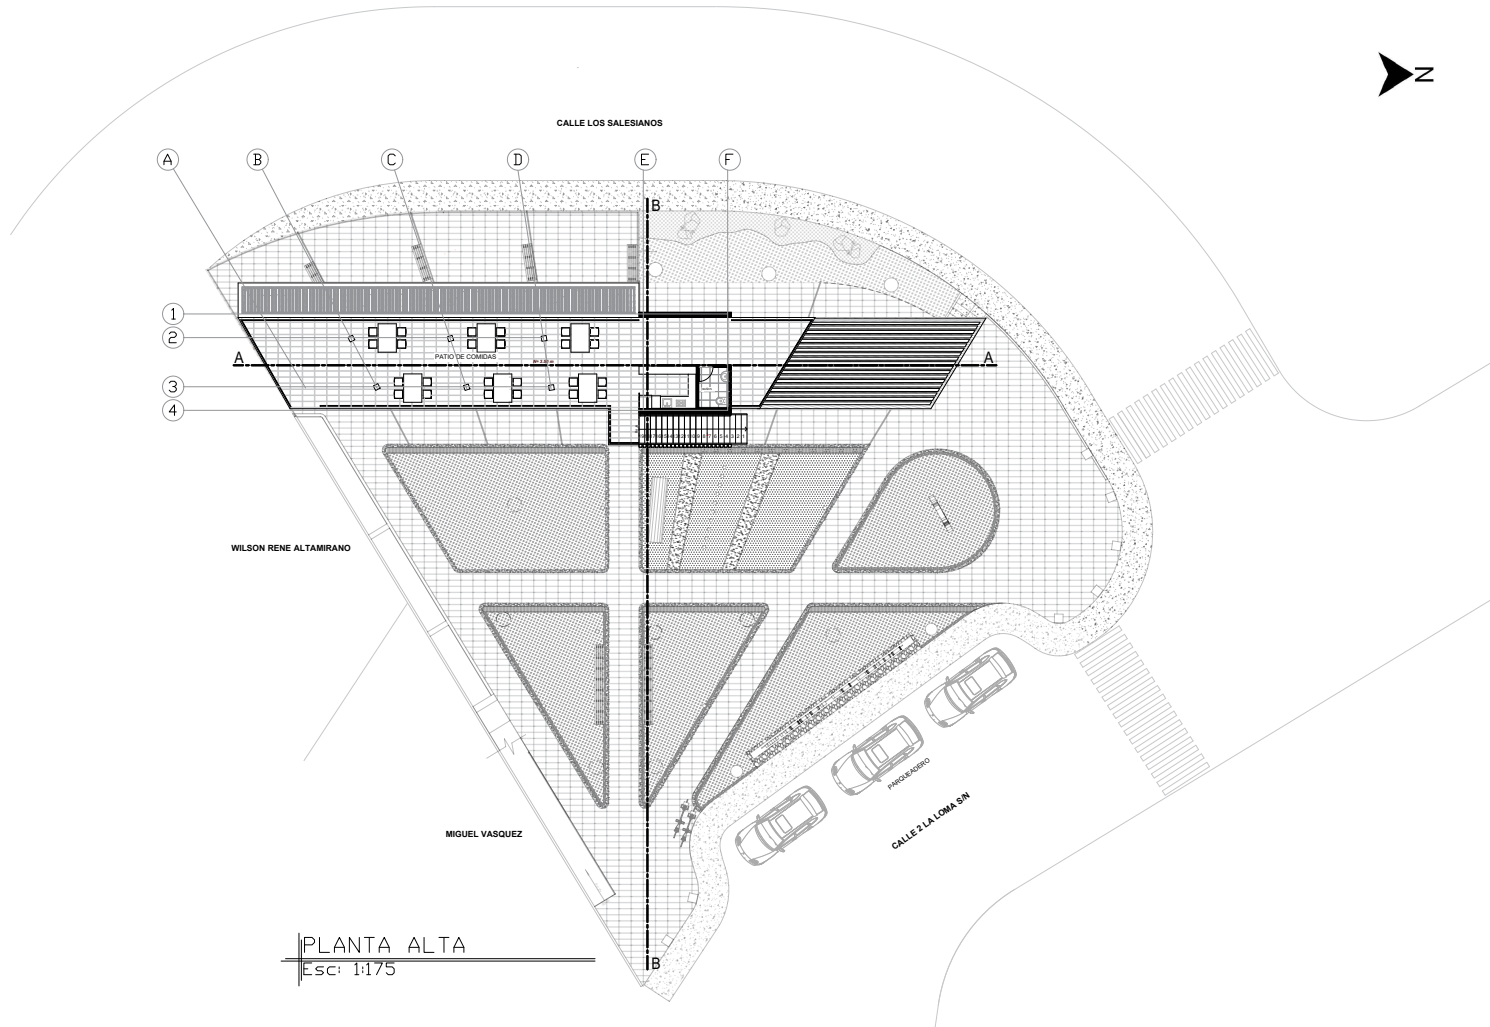 N
CALLE LOS SALESIANOS
A
B
C
D
E
F
B
1
2
3
4
A
A
PATIO DE COMIDAS
WILSON RENE ALTAMIRANO
PARQUEADERO
CALLE 2 LA LOMA S/N
MIGUEL VASQUEZ
PLANTA ALTA
B
Esc: 1:175